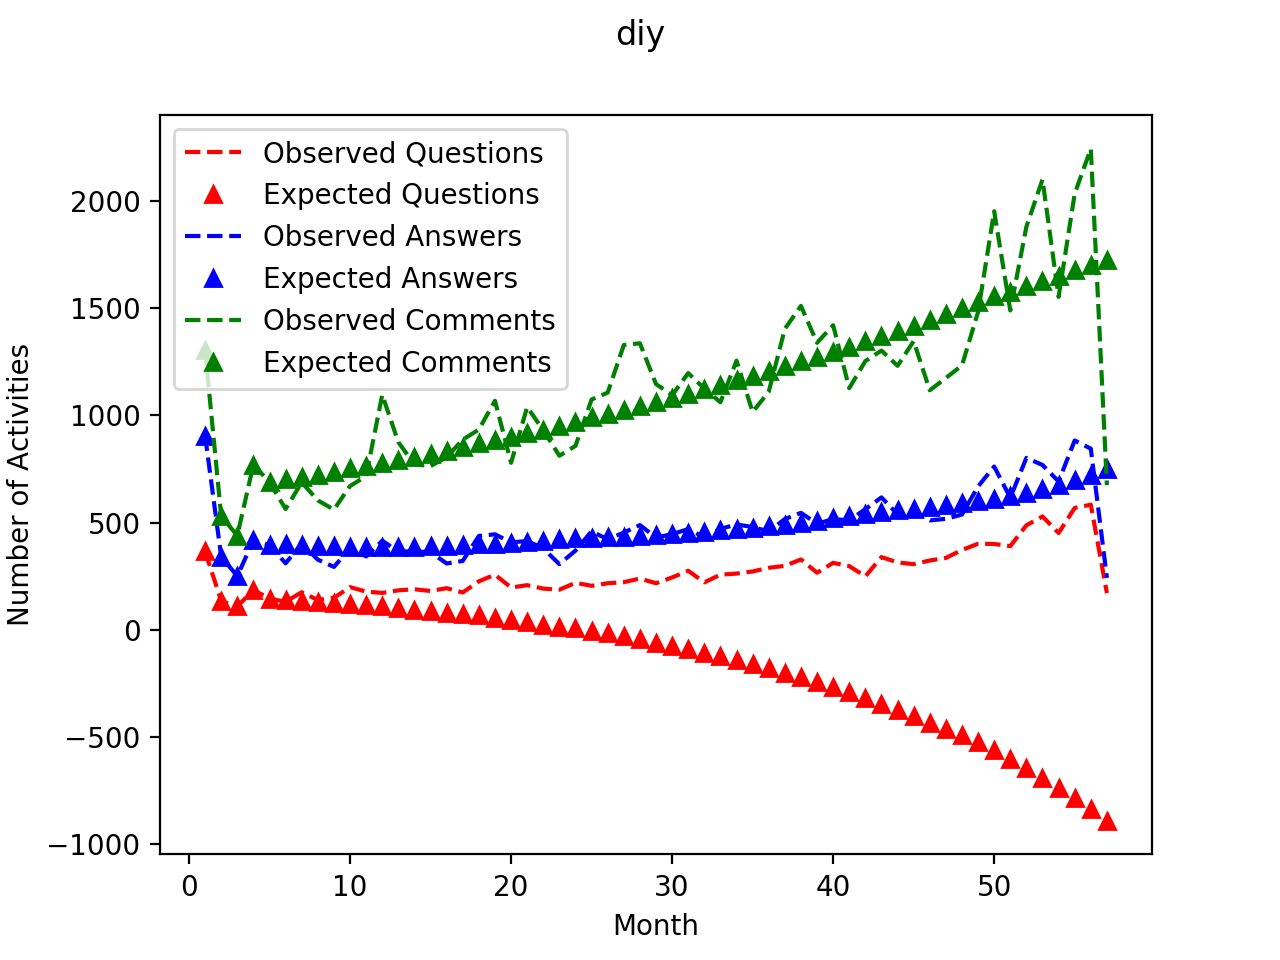 diy
Observed Questions
Expected Questions
Observed Answers
Expected Answers
Observed Comments
Expected Comments
Number of Activities
2000
1500
1000
500
0
−500
−1000
0 10 20 30 40 50
Month